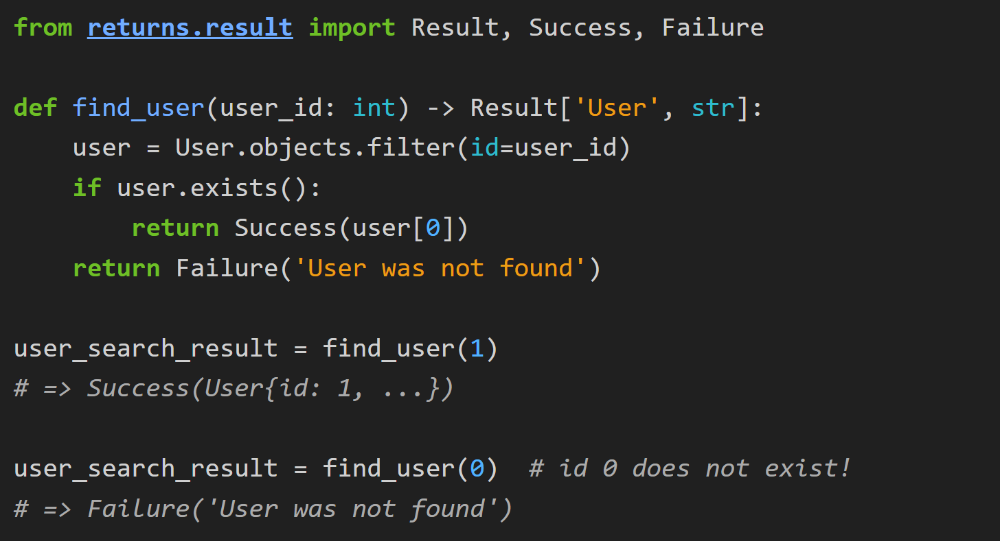 from returns.result import Result, Success, Failure

def find_user(user_id: int) -> Result['User', str]:
    user = User.objects.filter(id=user_id)
    if user.exists():
        return Success(user[0])
    return Failure('User was not found')

user_search_result = find_user(1)
# => Success(User{id: 1, ...})

user_search_result = find_user(0)  # id 0 does not exist!
# => Failure('User was not found')